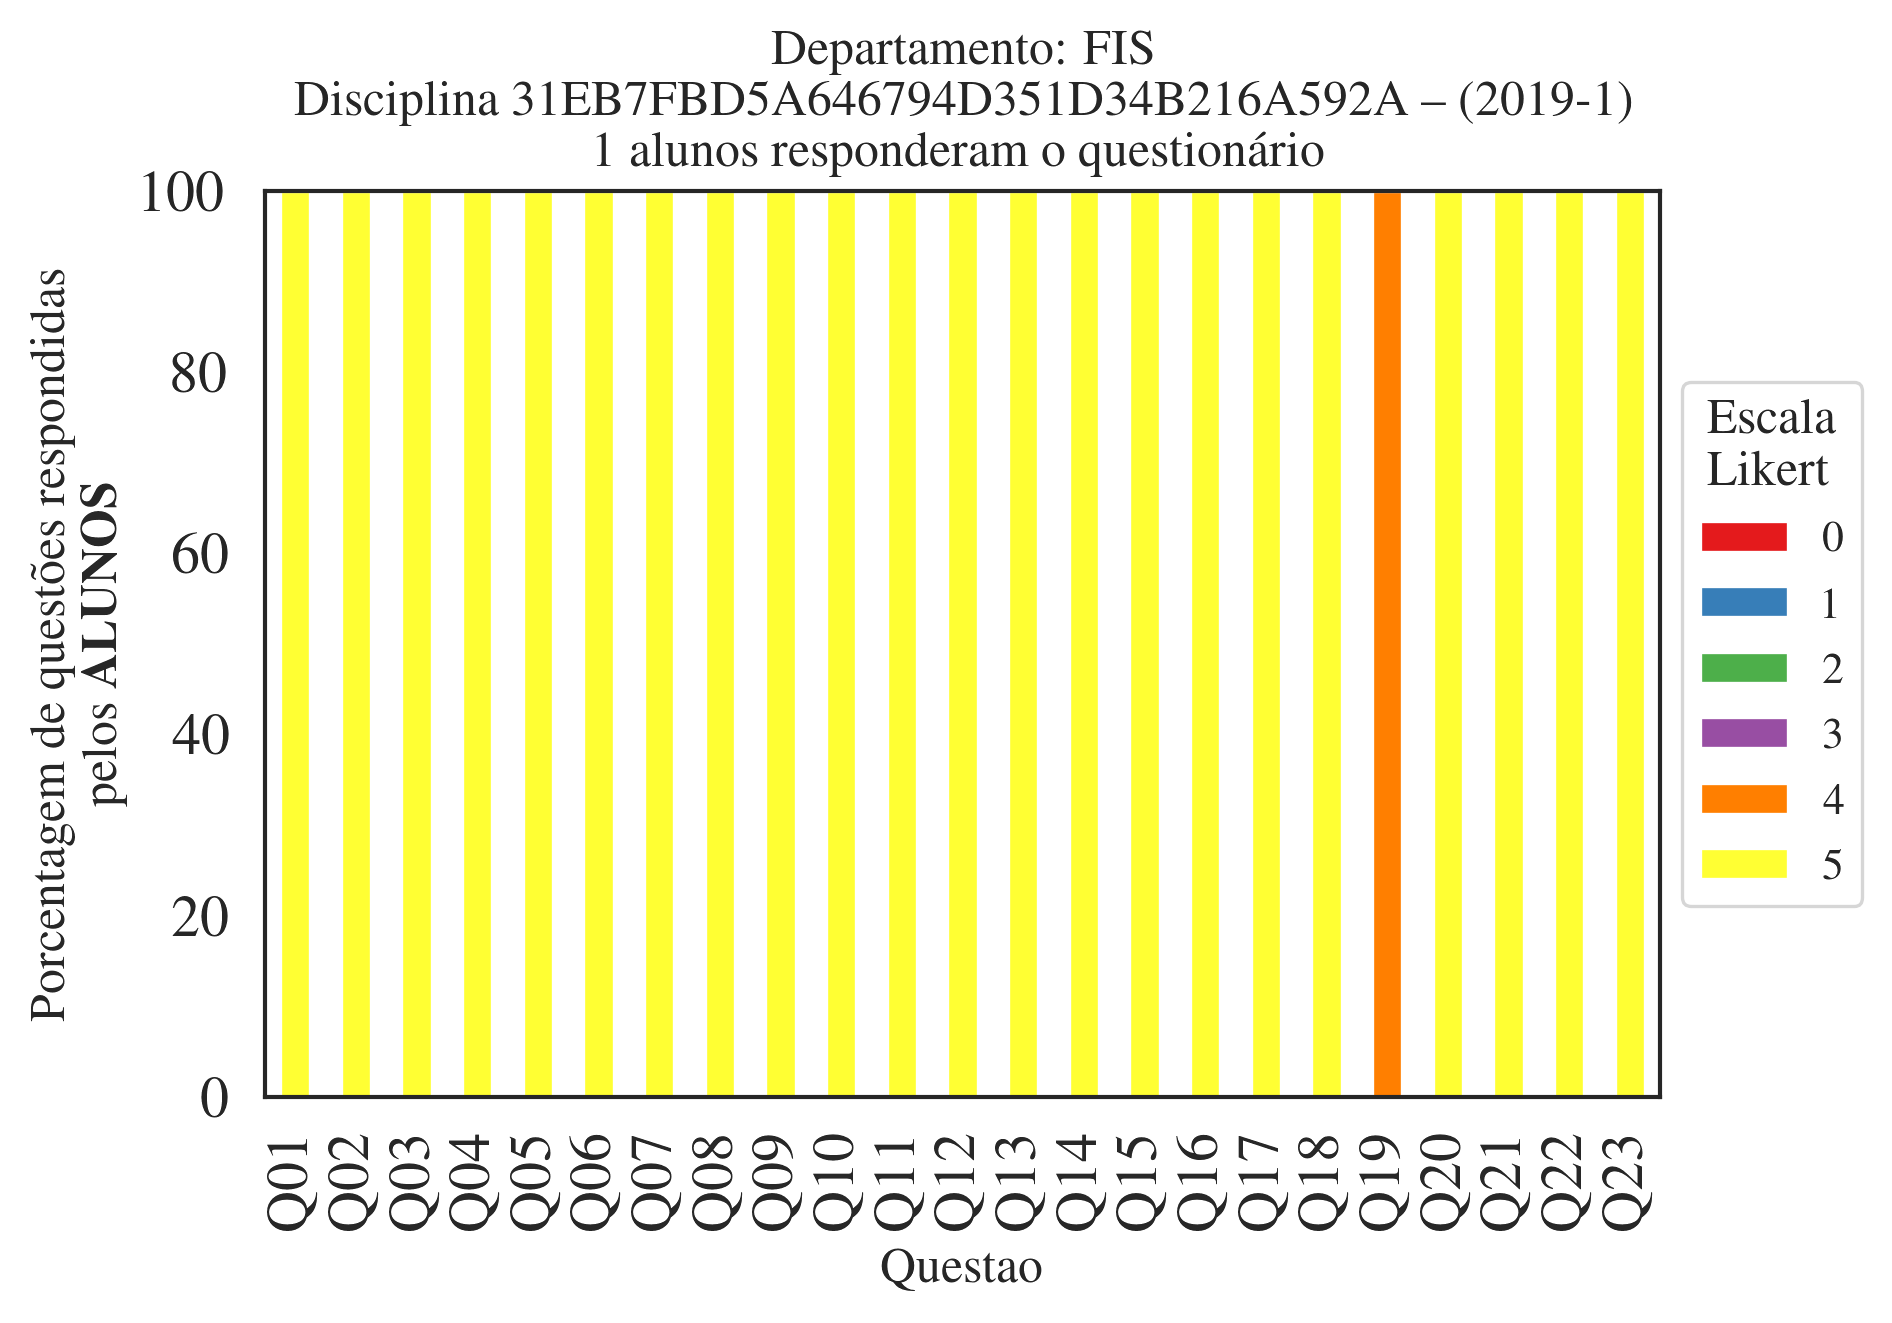 Departamento: FIS
Disciplina 31EB7FBD5A646794D351D34B216A592A – (2019-1)
1 alunos responderam o questionário
Porcentagem de questões respondidas
pelos ALUNOS
100
80
60
40
20
0
Q01
Q02
Q03
Q04
Q05
Q06
Q07
Q08
Q09
Q10
Q11
Q12
Q13
Q14
Q15
Q16
Q17
Q18
Q19
Q20
Q21
Q22
Q23
Questao
Escala
Likert
0
1
2
3
4
5